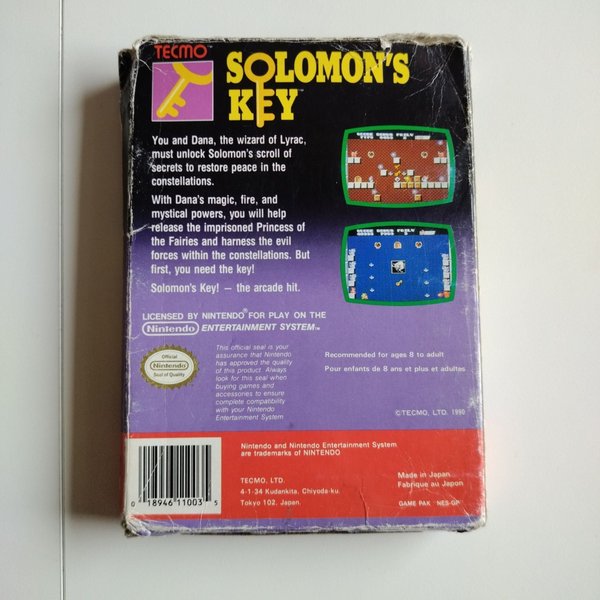 TECMO™
SOLOMON'S
KEY™
You and Dana, the wizard of Lyrac,
must unlock Solomon's scroll of
secrets to restore peace in the
constellations.
With Dana's magic, fire, and
mystical powers, you will help
release the imprisoned Princess of
the Fairies and harness the evil
forces within the constellations. But
first, you need the key!
Solomon's Key! — the arcade hit.
LICENSED BY NINTENDO® FOR PLAY ON THE
Nintendo ENTERTAINMENT SYSTEM™
Official
Nintendo
Seal of Quality
This official seal is your
assurance that Nintendo
has approved the quality
of this product. Always
look for this seal when
buying games and
accessories to ensure
complete compatibility
with your Nintendo
Entertainment System.
Recommended for ages 8 to adult
Pour enfants de 8 ans et plus et adultes
©TECMO, LTD. 1990
Nintendo and Nintendo Entertainment System
are trademarks of NINTENDO
TECMO, LTD.
4-1-34 Kudankita, Chiyoda-ku,
Tokyo 102, Japan.
Made in Japan
Fabrique au Japon
GAME PAK NES-GP
0 18946 11003 5